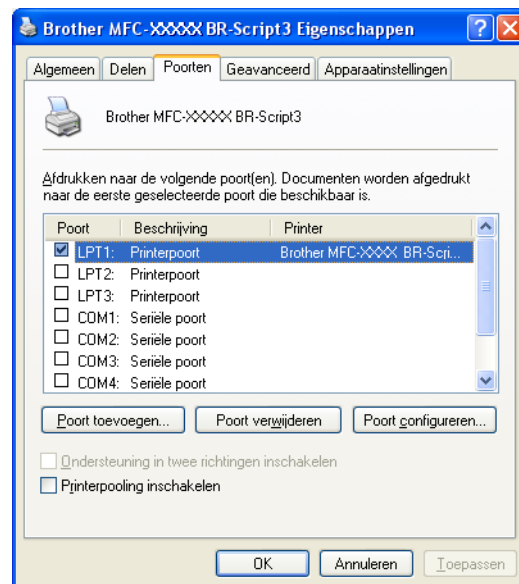 Brother MFC-XXXXX BR-Script3 Eigenschappen
Algemeen Delen Poorten Geavanceerd Apparaatinstellingen
Brother MFC-XXXXX BR-Script3
Afdrukken naar de volgende poort(en). Documenten worden afgedrukt
naar de eerste geselecteerde poort die beschikbaar is.
Poort Beschrijving Printer
LPT1: Printerpoort Brother MFC-XXXX BR-Scri...
LPT2: Printerpoort
LPT3: Printerpoort
COM1: Seriële poort
COM2: Seriële poort
COM3: Seriële poort
COM4: Seriële poort
Poort toevoegen... Poort verwijderen Poort configureren...
Ondersteuning in twee richtingen inschakelen
Printerpooling inschakelen
OK Annuleren Toepassen